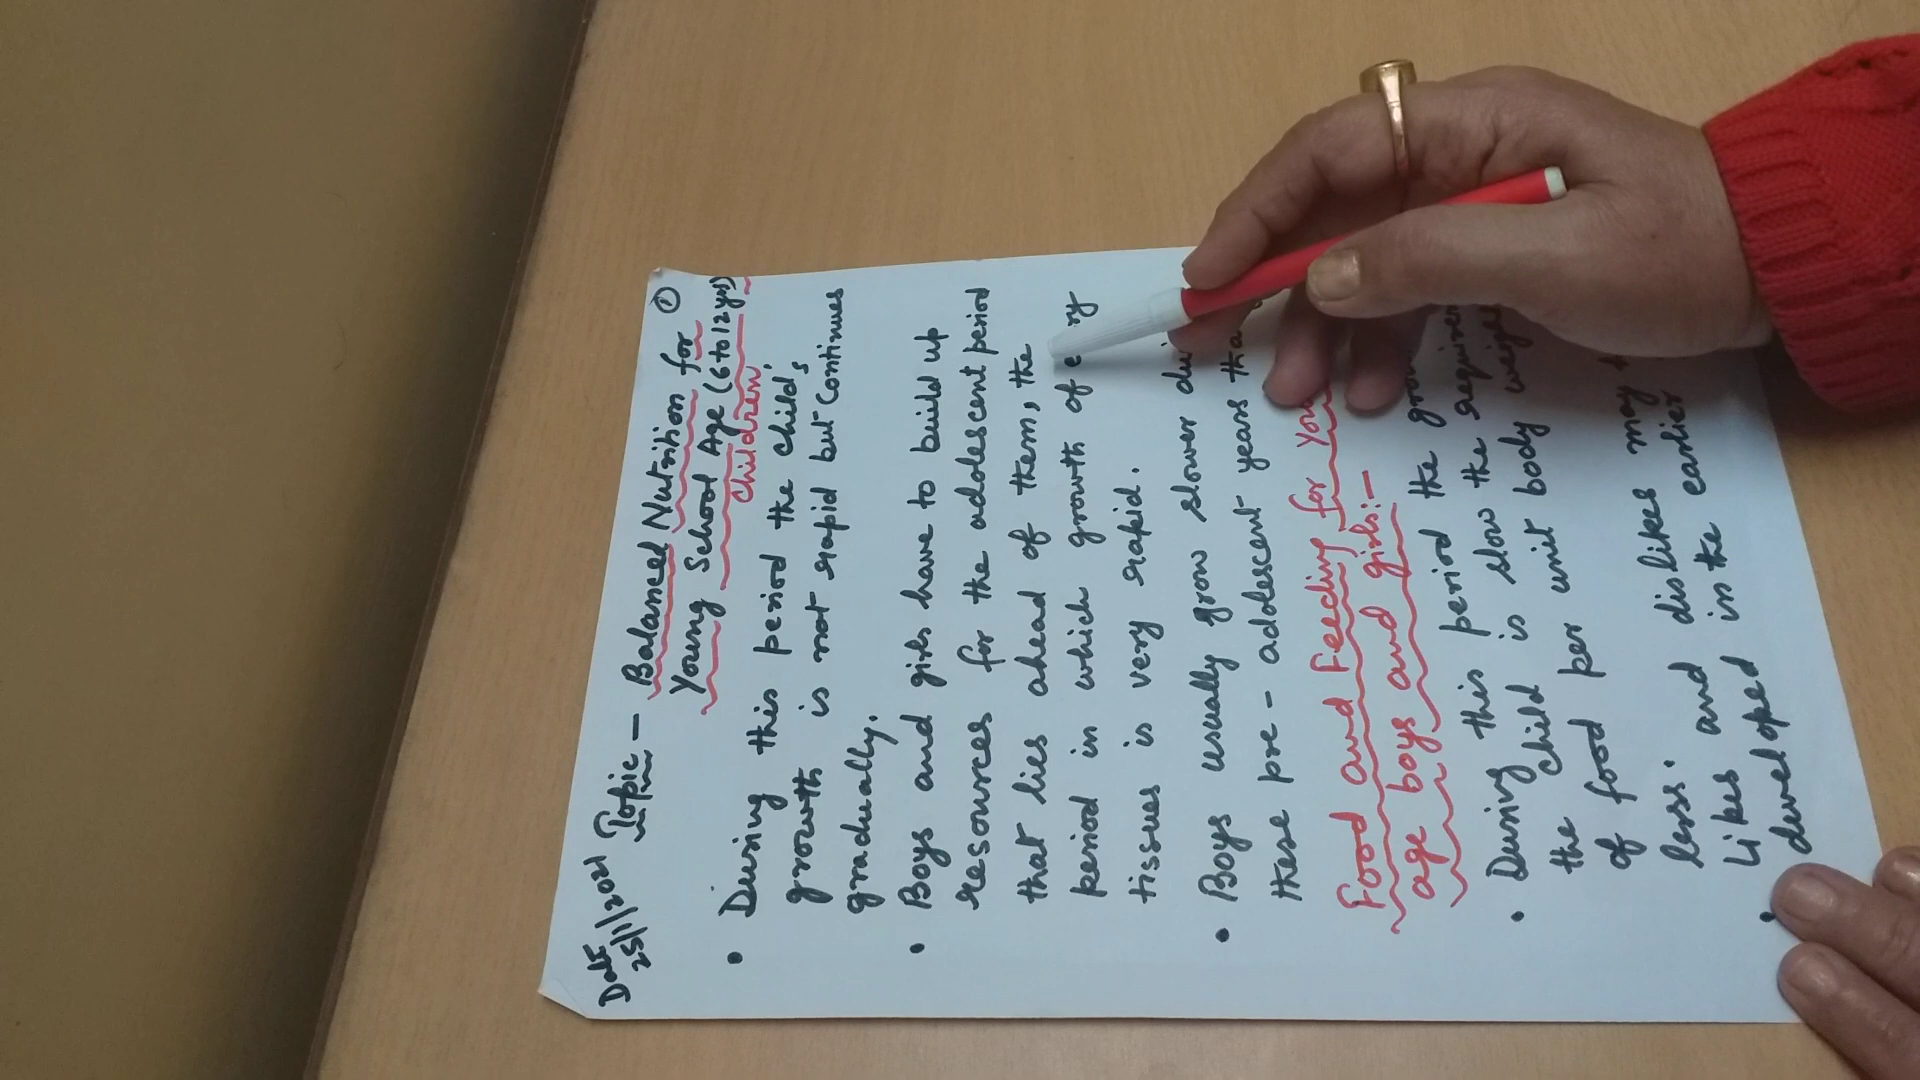 Date
25/1/2021 Topic - Balanced Nutrition for ①
Young School Age (6 to 12 yrs)
Children
• During this period the child's
growth is not rapid but continues
gradually.
• Boys and girls have to build up
resources for the adolescent period
that lies ahead of them, the
period in which growth of
tissues is very rapid.
• Boys usually grow slower
these pre - adolescent years
Food and Feeding for
age boys and girls:-
• During this period the
the child is slow the
of food per unit body
less.
• Likes and dislikes may
developed in the earlier